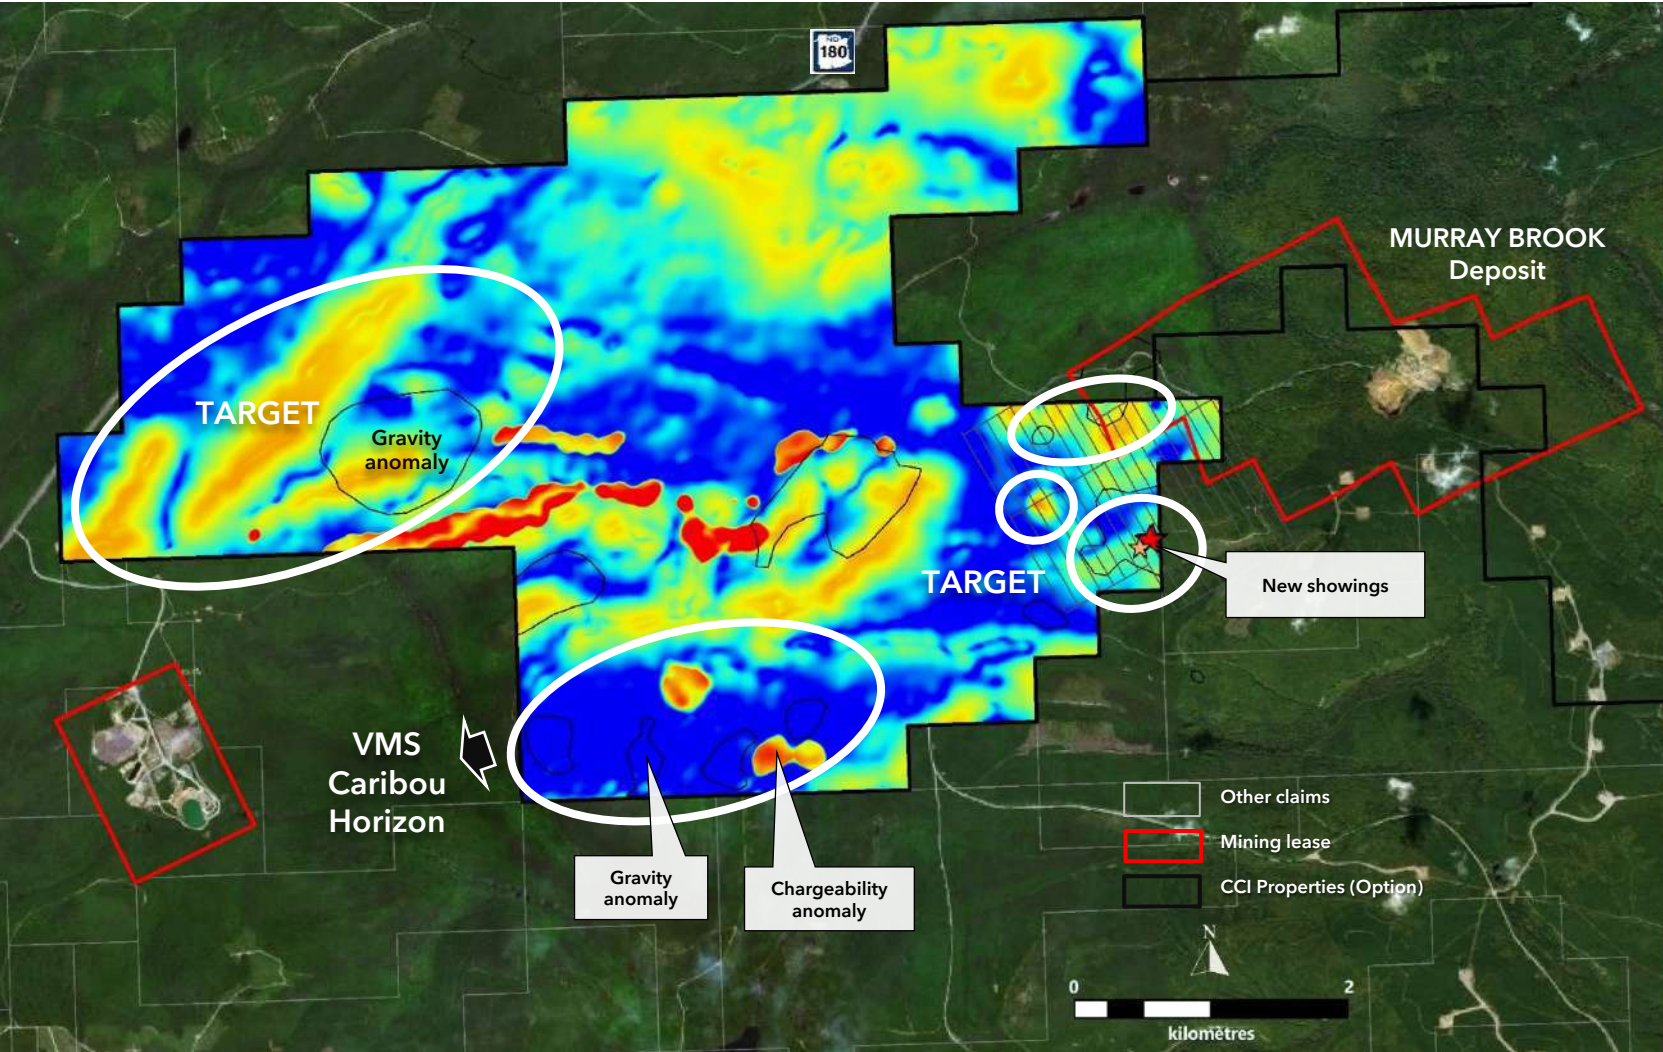 NO
180
MURRAY BROOK
Deposit
TARGET
Gravity
anomaly
TARGET
New showings
VMS
Caribou
Horizon
Gravity
anomaly
Chargeability
anomaly
Other claims
Mining lease
CCI Properties (Option)
N
0 2
kilomètres